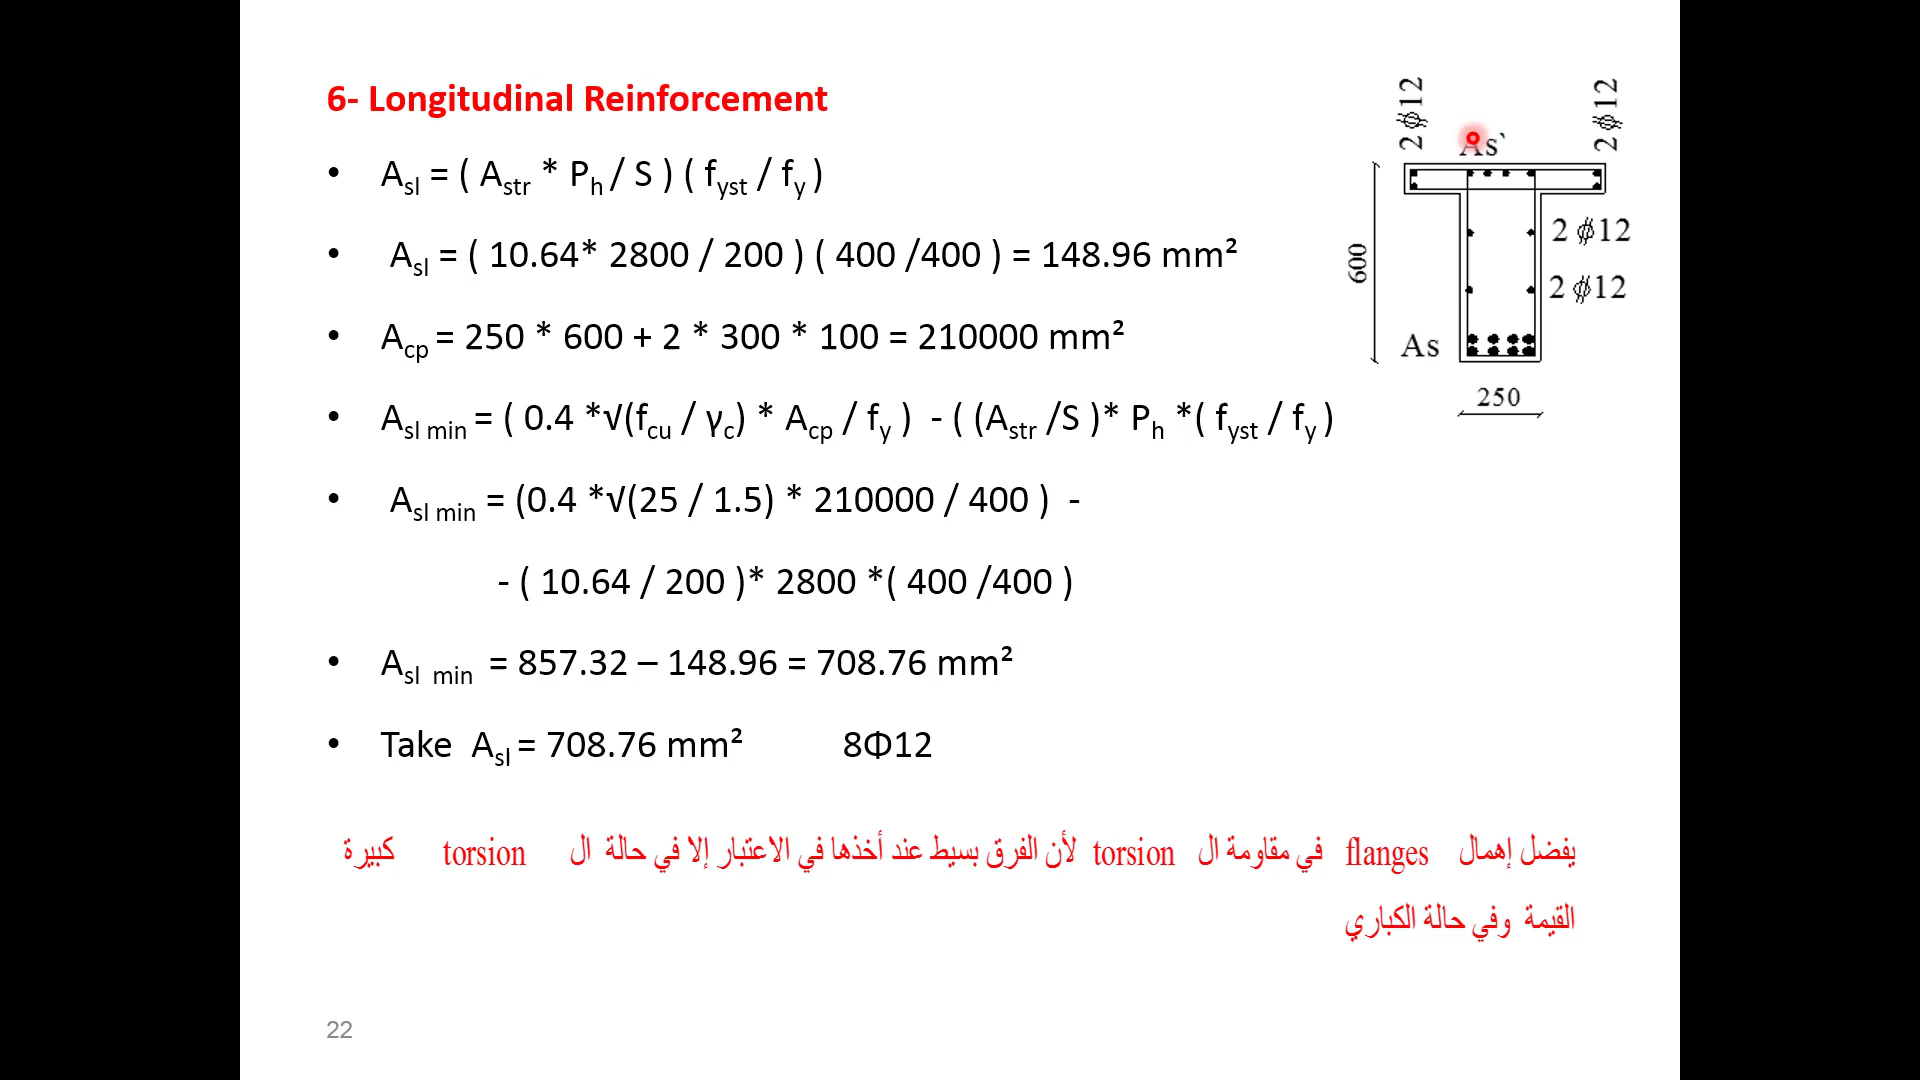 6- Longitudinal Reinforcement
• Asl = ( Astr * Ph / S ) ( fyst / fy )
• Asl = ( 10.64* 2800 / 200 ) ( 400 /400 ) = 148.96 mm²
• Acp = 250 * 600 + 2 * 300 * 100 = 210000 mm²
• Asl min = ( 0.4 *√(fcu / γc) * Acp / fy ) - ( (Astr /S )* Ph *( fyst / fy )
• Asl min = (0.4 *√(25 / 1.5) * 210000 / 400 ) -
- ( 10.64 / 200 )* 2800 *( 400 /400 )
• Asl min = 857.32 – 148.96 = 708.76 mm²
• Take Asl = 708.76 mm² 8Φ12
2 ϕ12
As`
2 ϕ12
2 ϕ12
2 ϕ12
600
As
250
يفضل إهمال flanges في مقاومة ال torsion لأن الفرق بسيط عند أخذها في الاعتبار إلا في حالة ال torsion كبيرة
القيمة وفي حالة الكباري
22